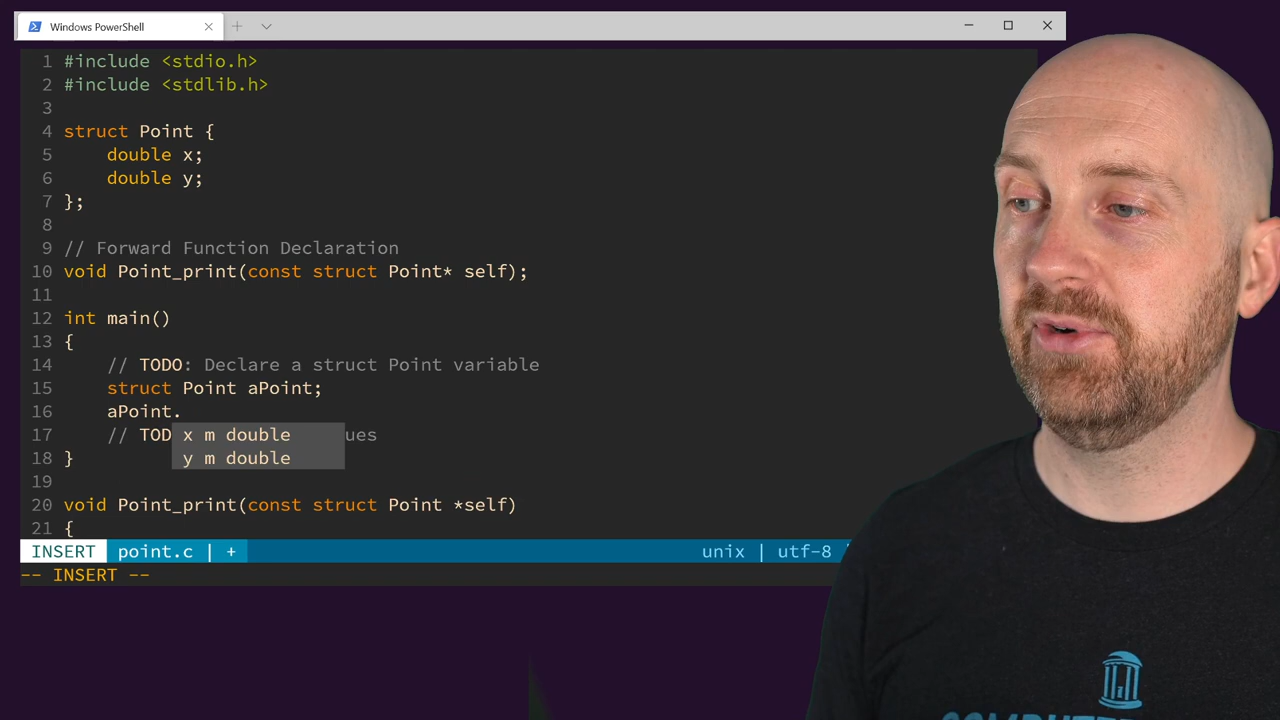 Windows PowerShell
1 #include <stdio.h>
2 #include <stdlib.h>
3
4 struct Point {
5 double x;
6 double y;
7 };
8
9 // Forward Function Declaration
10 void Point_print(const struct Point* self);
11
12 int main()
13 {
14 // TODO: Declare a struct Point variable
15 struct Point aPoint;
16 aPoint.
17 // TOD x m double ues
18 } y m double
19
20 void Point_print(const struct Point *self)
21 {
INSERT point.c | + unix | utf-8
-- INSERT --